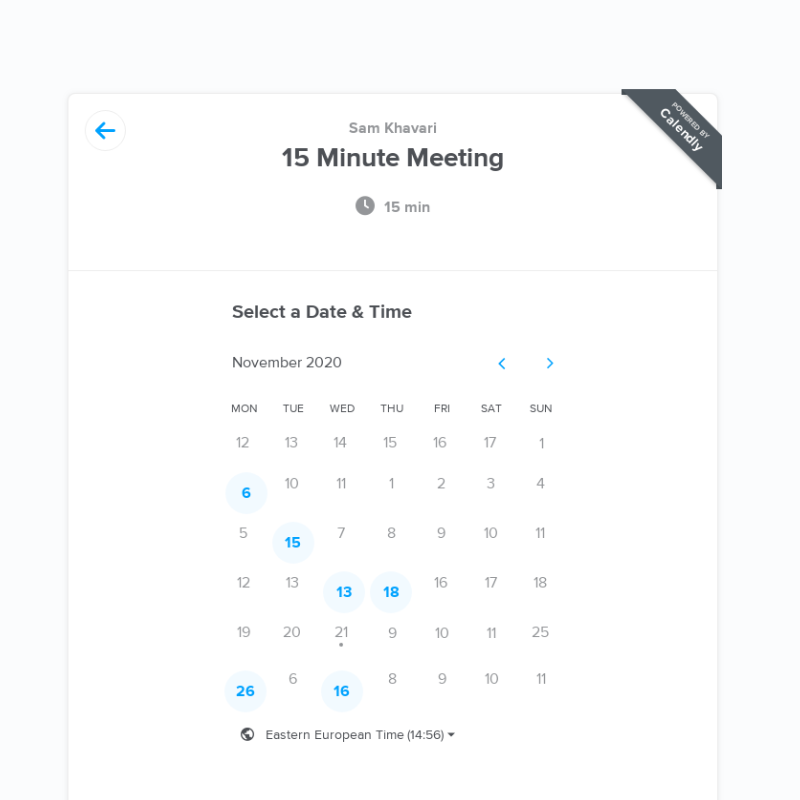 POWERED BY
Calendly
Sam Khavari
15 Minute Meeting
15 min
Select a Date & Time
November 2020
MON TUE WED THU FRI SAT SUN
12 13 14 15 16 17 1
6 10 11 1 2 3 4
5 15 7 8 9 10 11
12 13 13 18 16 17 18
19 20 21 9 10 11 25
26 6 16 8 9 10 11
Eastern European Time (14:56)